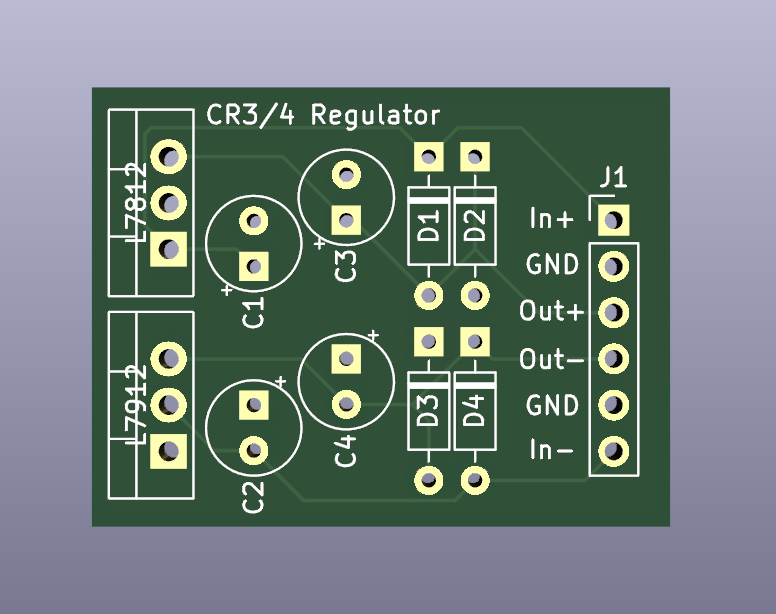 CR3/4 Regulator
L7812
C1
+
C3
+
D1
D2
J1
In+
GND
Out+
Out-
GND
In-
L7912
C2
+
C4
+
D3
D4